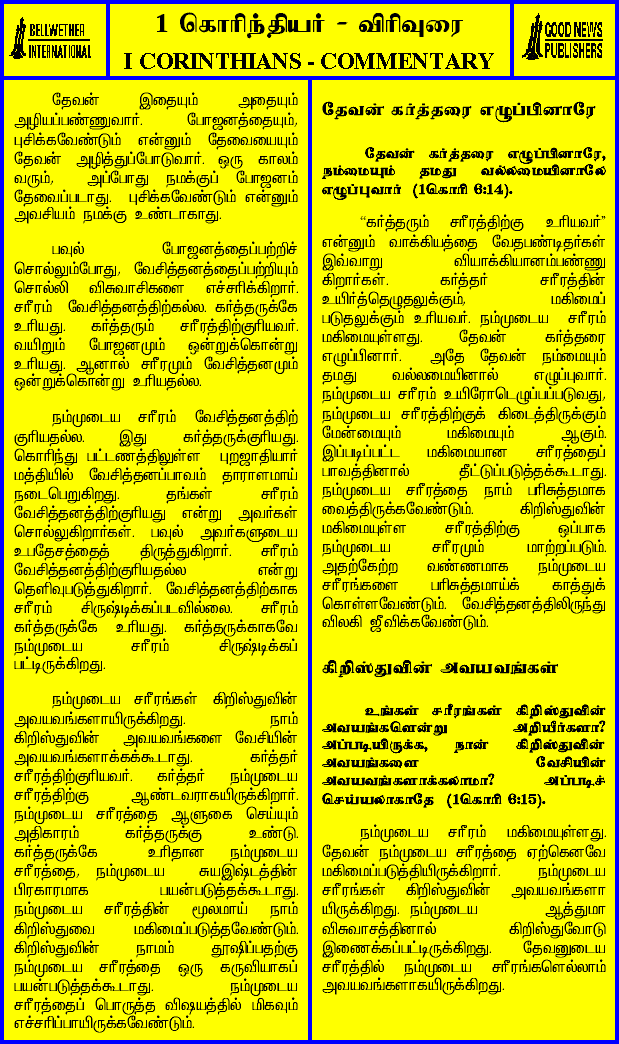 BELLWETHER
INTERNATIONAL
1 கொரிந்தியர் - விரிவுரை
I CORINTHIANS - COMMENTARY
GOOD NEWS
PUBLISHERS
தேவன் இதையும் அதையும்
அழியப்பண்ணுவார். போஜனத்தையும்,
புசிக்கவேண்டும் என்னும் தேவையையும்
தேவன் அழித்துப்போடுவார். ஒரு காலம்
வரும், அப்போது நமக்குப் போஜனம்
தேவைப்படாது. புசிக்கவேண்டும் என்னும்
அவசியம் நமக்கு உண்டாகாது.
பவுல் போஜனத்தைப்பற்றிச்
சொல்லும்போது, வேசித்தனத்தைப்பற்றியும்
சொல்லி விசுவாசிகளை எச்சரிக்கிறார்.
சரீரம் வேசித்தனத்திற்கல்ல. கர்த்தருக்கே
உரியது. கர்த்தரும் சரீரத்திற்குரியவர்.
வயிறும் போஜனமும் ஒன்றுக்கொன்று
உரியது. ஆனால் சரீரமும் வேசித்தனமும்
ஒன்றுக்கொன்று உரியதல்ல.
நம்முடைய சரீரம் வேசித்தனத்திற்
குரியதல்ல. இது கர்த்தருக்குரியது.
கொரிந்து பட்டணத்திலுள்ள புறஜாதியார்
மத்தியில் வேசித்தனப்பாவம் தாராளமாய்
நடைபெறுகிறது. தங்கள் சரீரம்
வேசித்தனத்திற்குரியது என்று அவர்கள்
சொல்லுகிறார்கள். பவுல் அவர்களுடைய
உபதேசத்தைத் திருத்துகிறார். சரீரம்
வேசித்தனத்திற்குரியதல்ல என்று
தெளிவுபடுத்துகிறார். வேசித்தனத்திற்காக
சரீரம் சிருஷ்டிக்கப்படவில்லை. சரீரம்
கர்த்தருக்கே உரியது. கர்த்தருக்காகவே
நம்முடைய சரீரம் சிருஷ்டிக்கப்
பட்டிருக்கிறது.
நம்முடைய சரீரங்கள் கிறிஸ்துவின்
அவயவங்களாயிருக்கிறது. நாம்
கிறிஸ்துவின் அவயவங்களை வேசியின்
அவயவங்களாக்கக்கூடாது. கர்த்தர்
சரீரத்திற்குரியவர். கர்த்தர் நம்முடைய
சரீரத்திற்கு ஆண்டவராகயிருக்கிறார்.
நம்முடைய சரீரத்தை ஆளுகை செய்யும்
அதிகாரம் கர்த்தருக்கு உண்டு.
கர்த்தருக்கே உரிதான நம்முடைய
சரீரத்தை, நம்முடைய சுயஇஷ்டத்தின்
பிரகாரமாக பயன்படுத்தக்கூடாது.
நம்முடைய சரீரத்தின் மூலமாய் நாம்
கிறிஸ்துவை மகிமைப்படுத்தவேண்டும்.
கிறிஸ்துவின் நாமம் தூஷிப்பதற்கு
நம்முடைய சரீரத்தை ஒரு கருவியாகப்
பயன்படுத்தக்கூடாது. நம்முடைய
சரீரத்தைப் பொருத்த விஷயத்தில் மிகவும்
எச்சரிப்பாயிருக்கவேண்டும்.
தேவன் கர்த்தரை எழுப்பினாரே
தேவன் கர்த்தரை எழுப்பினாரே,
நம்மையும் தமது வல்லமையினாலே
எழுப்புவார் (1கொரி 6:14).
“கர்த்தரும் சரீரத்திற்கு உரியவர்”
என்னும் வாக்கியத்தை வேதபண்டிதர்கள்
இவ்வாறு வியாக்கியானம்பண்ணு
கிறார்கள். கர்த்தர் சரீரத்தின்
உயிர்த்தெழுதலுக்கும், மகிமைப்
படுதலுக்கும் உரியவர். நம்முடைய சரீரம்
மகிமையுள்ளது. தேவன் கர்த்தரை
எழுப்பினார். அதே தேவன் நம்மையும்
தமது வல்லமையினால் எழுப்புவார்.
நம்முடைய சரீரம் உயிரோடெழுப்பப்படுவது,
நம்முடைய சரீரத்திற்குக் கிடைத்திருக்கும்
மேன்மையும் மகிமையும் ஆகும்.
இப்படிப்பட்ட மகிமையான சரீரத்தைப்
பாவத்தினால் தீட்டுப்படுத்தக்கூடாது.
நம்முடைய சரீரத்தை நாம் பரிசுத்தமாக
வைத்திருக்கவேண்டும். கிறிஸ்துவின்
மகிமையுள்ள சரீரத்திற்கு ஒப்பாக
நம்முடைய சரீரமும் மாற்றப்படும்.
அதற்கேற்ற வண்ணமாக நம்முடைய
சரீரங்களை பரிசுத்தமாய்க் காத்துக்
கொள்ளவேண்டும். வேசித்தனத்திலிருந்து
விலகி ஜீவிக்கவேண்டும்.
கிறிஸ்துவின் அவயவங்கள்
உங்கள் சரீரங்கள் கிறிஸ்துவின்
அவயங்களென்று அறியீர்களா?
அப்படியிருக்க, நான் கிறிஸ்துவின்
அவயங்களை வேசியின்
அவயவங்களாக்கலாமா? அப்படிச்
செய்யலாகாதே (1கொரி 6:15).
நம்முடைய சரீரம் மகிமையுள்ளது.
தேவன் நம்முடைய சரீரத்தை ஏற்கெனவே
மகிமைப்படுத்தியிருக்கிறார். நம்முடைய
சரீரங்கள் கிறிஸ்துவின் அவயவங்களா
யிருக்கிறது. நம்முடைய ஆத்துமா
விசுவாசத்தினால் கிறிஸ்துவோடு
இணைக்கப்பட்டிருக்கிறது. தேவனுடைய
சரீரத்தில் நம்முடைய சரீரங்களெல்லாம்
அவயவங்களாகயிருக்கிறது.